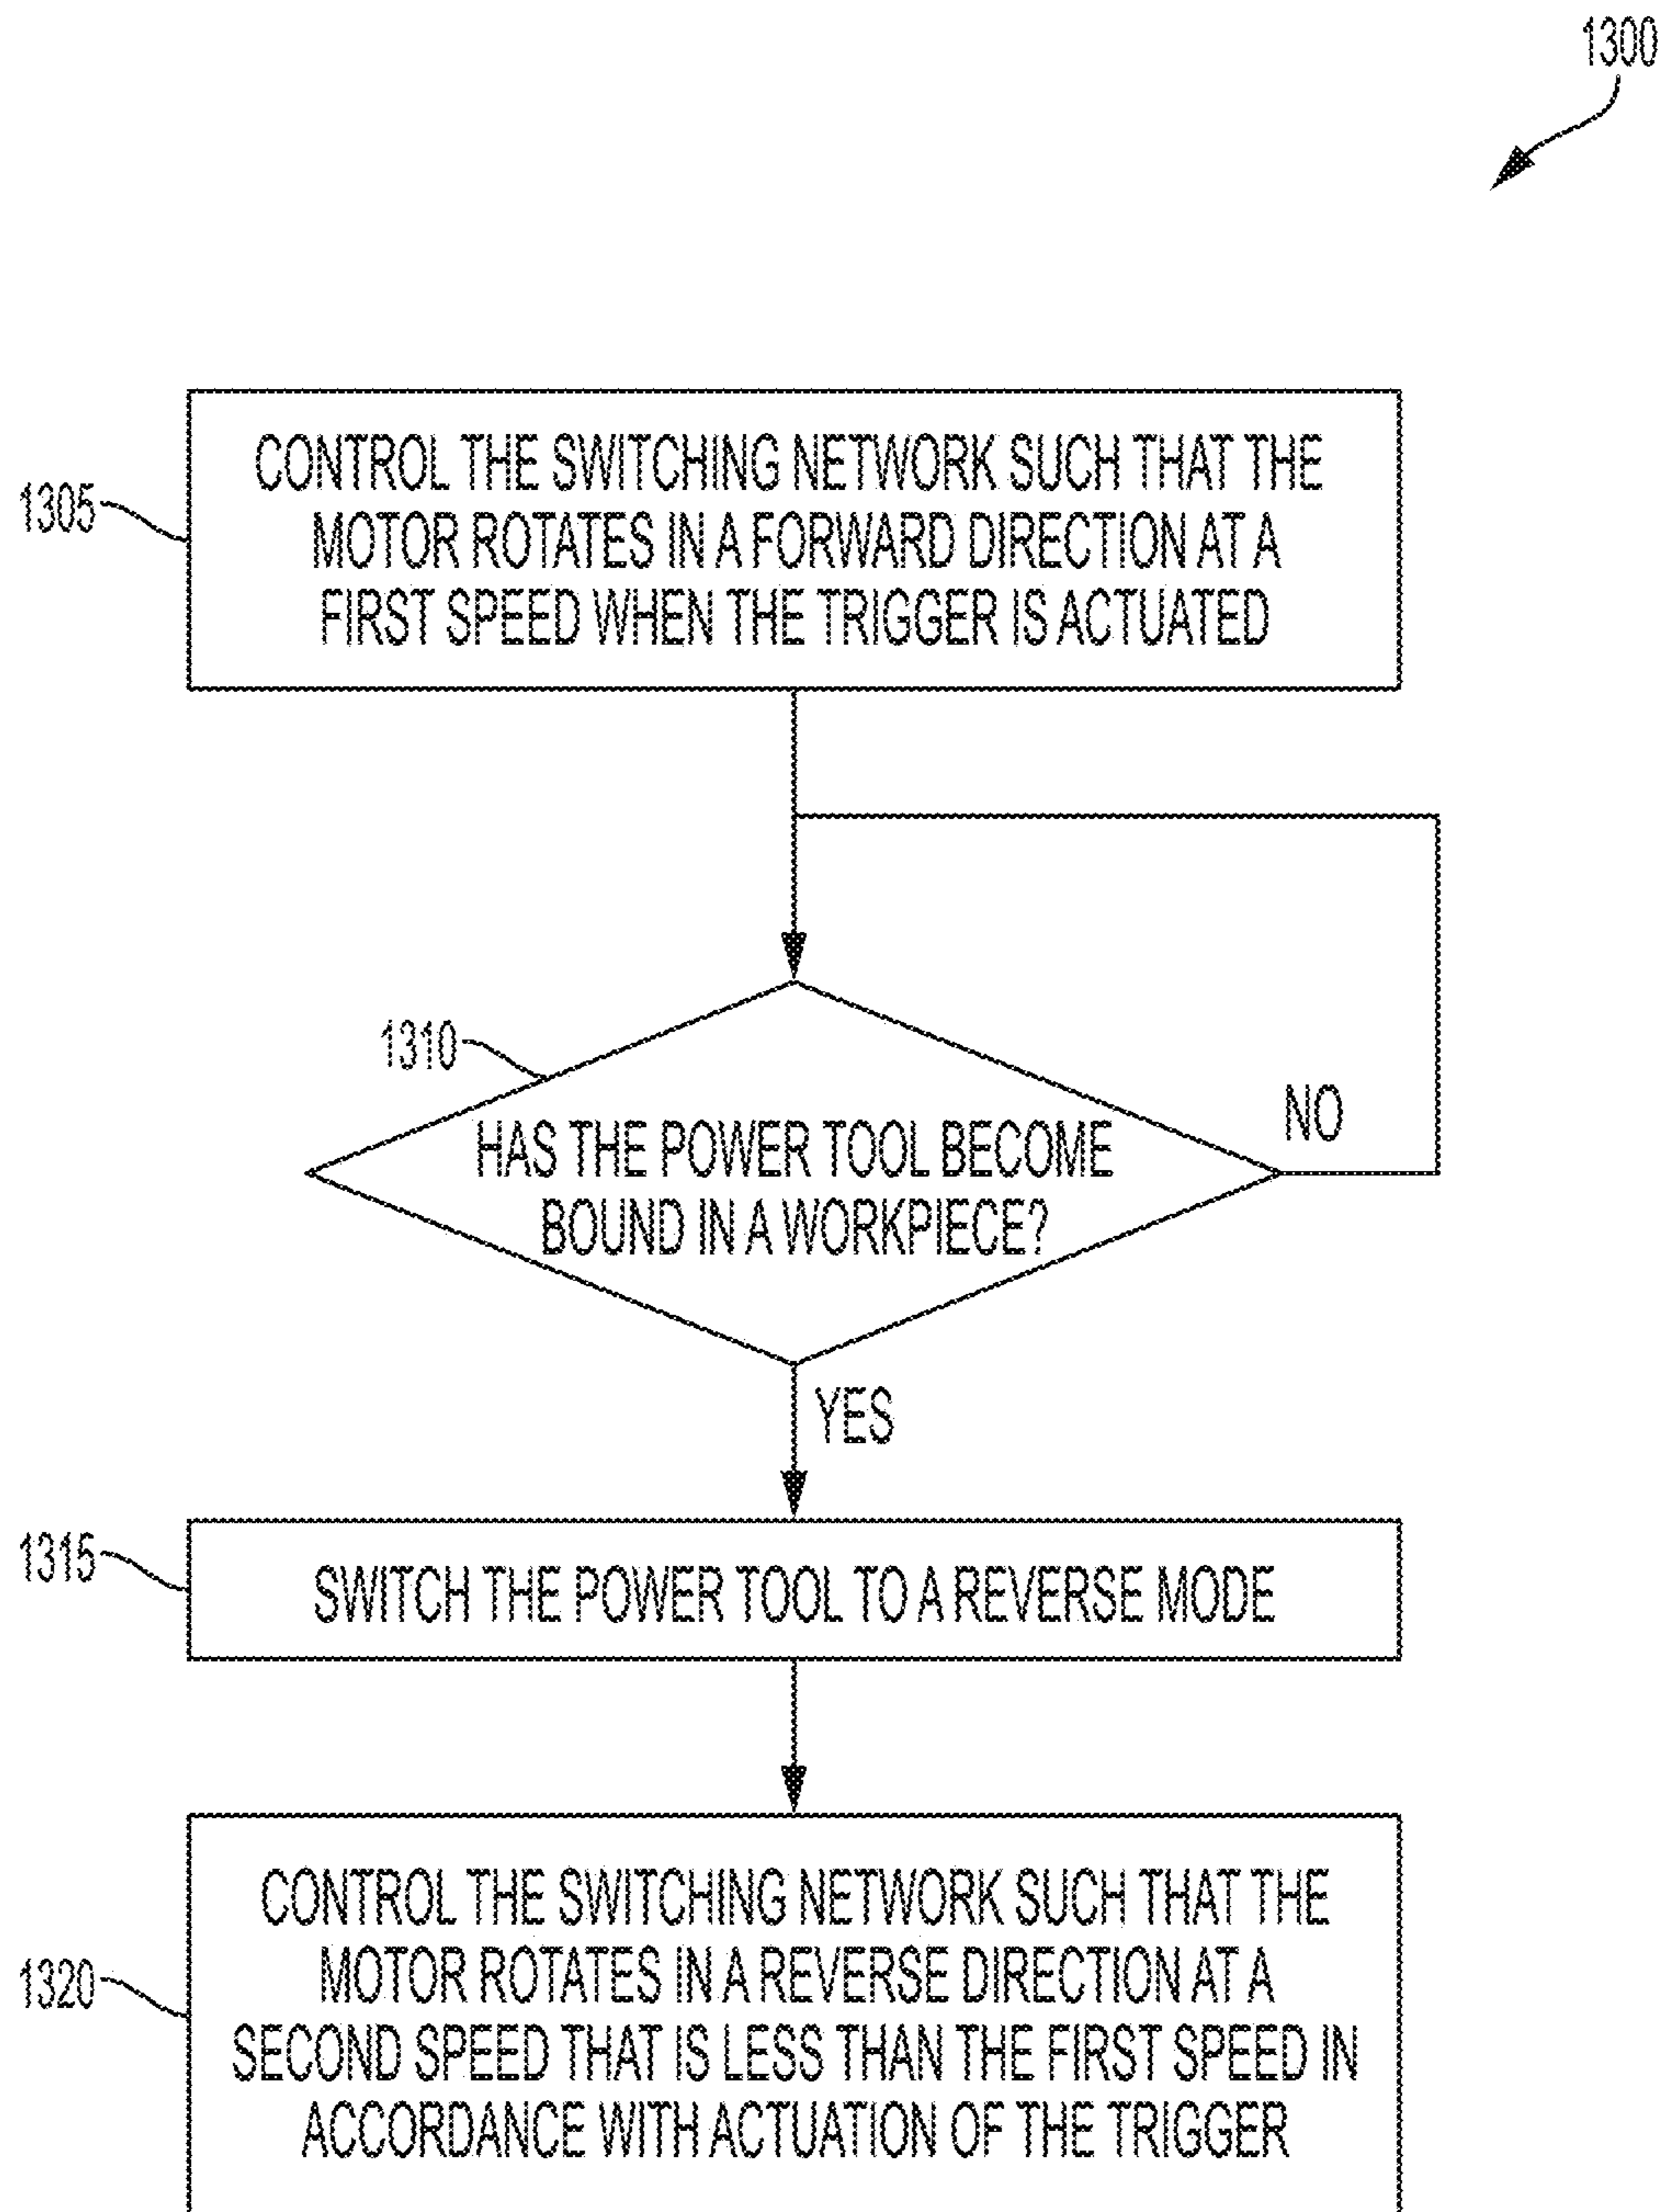 1300
1305
CONTROL THE SWITCHING NETWORK SUCH THAT THE
MOTOR ROTATES IN A FORWARD DIRECTION AT A
FIRST SPEED WHEN THE TRIGGER IS ACTUATED
1310
HAS THE POWER TOOL BECOME
BOUND IN A WORKPIECE?
NO
YES
1315
SWITCH THE POWER TOOL TO A REVERSE MODE
1320
CONTROL THE SWITCHING NETWORK SUCH THAT THE
MOTOR ROTATES IN A REVERSE DIRECTION AT A
SECOND SPEED THAT IS LESS THAN THE FIRST SPEED IN
ACCORDANCE WITH ACTUATION OF THE TRIGGER